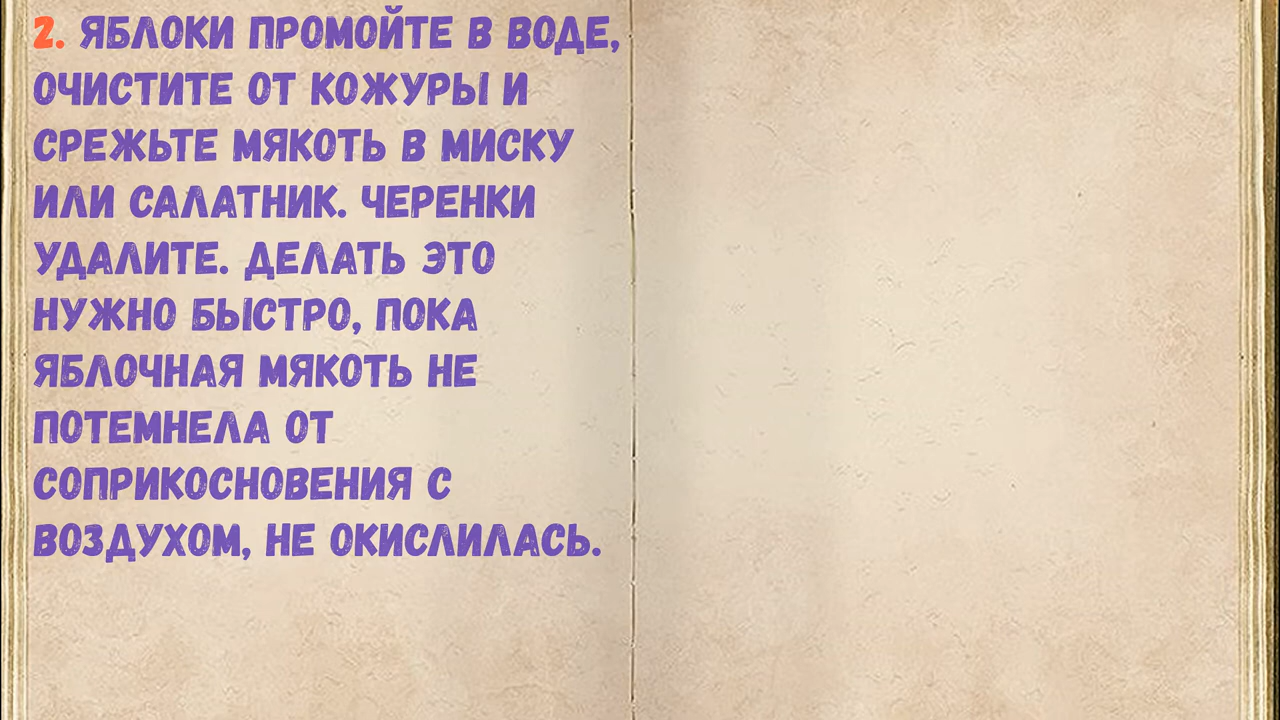 2. ЯБЛОКИ ПРОМОЙТЕ В ВОДЕ,
ОЧИСТИТЕ ОТ КОЖУРЫ И
СРЕЖЬТЕ МЯКОТЬ В МИСКУ
ИЛИ САЛАТНИК. ЧЕРЕНКИ
УДАЛИТЕ. ДЕЛАТЬ ЭТО
НУЖНО БЫСТРО, ПОКА
ЯБЛОЧНАЯ МЯКОТЬ НЕ
ПОТЕМНЕЛА ОТ
СОПРИКОСНОВЕНИЯ С
ВОЗДУХОМ, НЕ ОКИСЛИЛАСЬ.